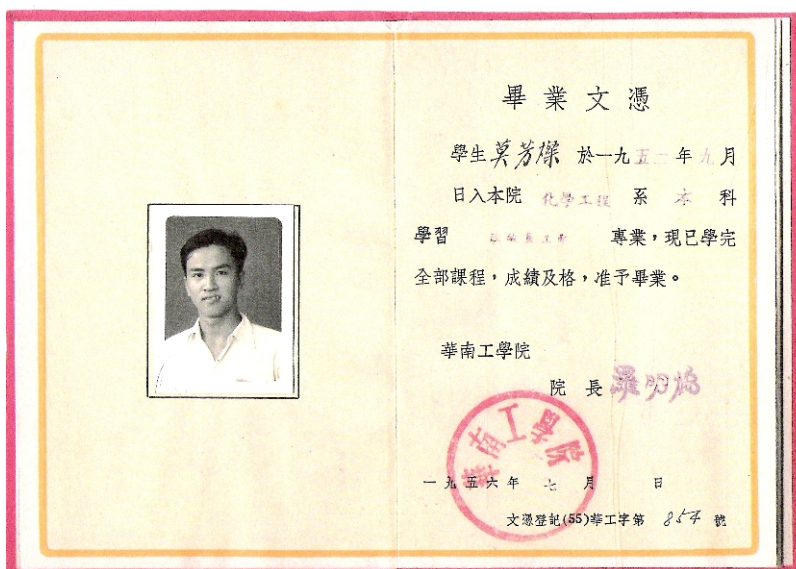 畢業文憑
學生莫芳燦 於一九五二年九月
日入本院 化學工程 系 本 科
學習 專業，現已學完
全部課程，成績及格，准予畢業。
華南工學院
院 長 羅明燏
華南工學院
一九五六年 七 月 日
文憑登記(55)華工字第 854 號